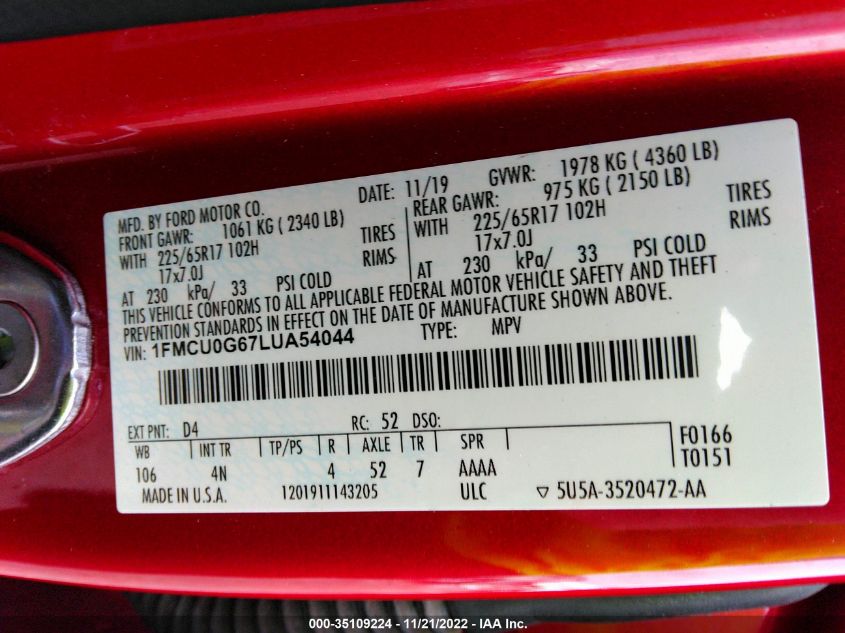 MFD. BY FORD MOTOR CO.
DATE: 11/19 GVWR: 1978 KG ( 4360 LB)
FRONT GAWR: 1061 KG ( 2340 LB) REAR GAWR: 975 KG ( 2150 LB)
WITH 225/65R17 102H TIRES WITH 225/65R17 102H TIRES
17x7.0J RIMS 17x7.0J RIMS
AT 230 kPa/ 33 PSI COLD AT 230 kPa/ 33 PSI COLD
THIS VEHICLE CONFORMS TO ALL APPLICABLE FEDERAL MOTOR VEHICLE SAFETY AND THEFT
PREVENTION STANDARDS IN EFFECT ON THE DATE OF MANUFACTURE SHOWN ABOVE.
VIN: 1FMCU0G67LUA54044 TYPE: MPV
EXT PNT: D4 RC: 52 DSO:
WB INT TR TP/PS R AXLE TR SPR F0166
106 4N 4 52 7 AAAA T0151
MADE IN U.S.A. 1201911143205 ULC ▽ 5U5A-3520472-AA
000-35109224 - 11/21/2022 - IAA Inc.